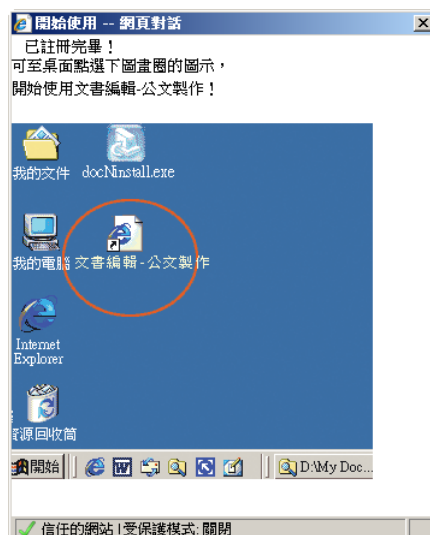 開始使用 -- 網頁對話
已註冊完畢！
可至桌面點選下圖畫圈的圖示，
開始使用文書編輯-公文製作！
我的文件 docNinstall.exe
我的電腦 文書編輯-公文製作
Internet
Explorer
資源回收筒
開始 D:\My Doc...
信任的網站 | 受保護模式: 關閉